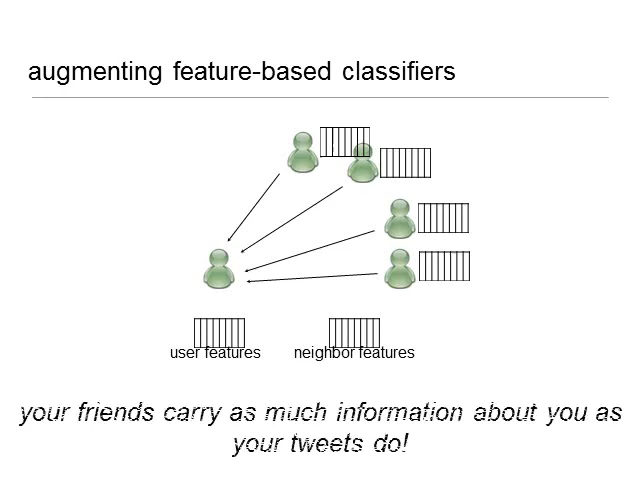 augmenting feature-based classifiers
user features
neighbor features
your friends carry as much information about you as
your tweets do!